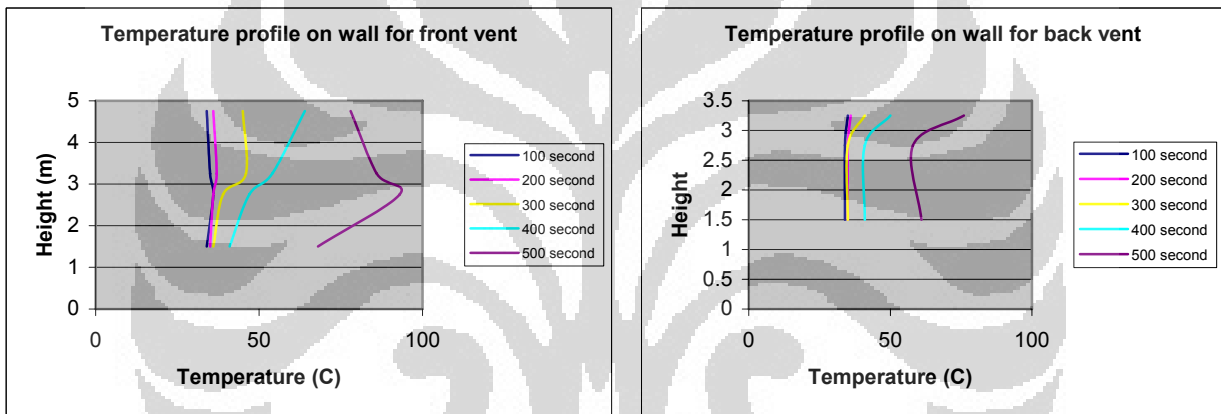 Temperature profile on wall for front vent
5
4
3
2
1
0
0 50 100
Height (m)
Temperature (C)
100 second
200 second
300 second
400 second
500 second
Temperature profile on wall for back vent
3.5
3
2.5
2
1.5
1
0.5
0
0 50 100
Height
Temperature (C)
100 second
200 second
300 second
400 second
500 second